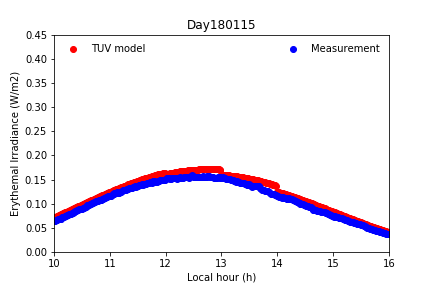 Day180115
TUV model
Measurement
Erythemal Irradiance (W/m2)
0.45
0.40
0.35
0.30
0.25
0.20
0.15
0.10
0.05
0.00
10 11 12 13 14 15 16
Local hour (h)